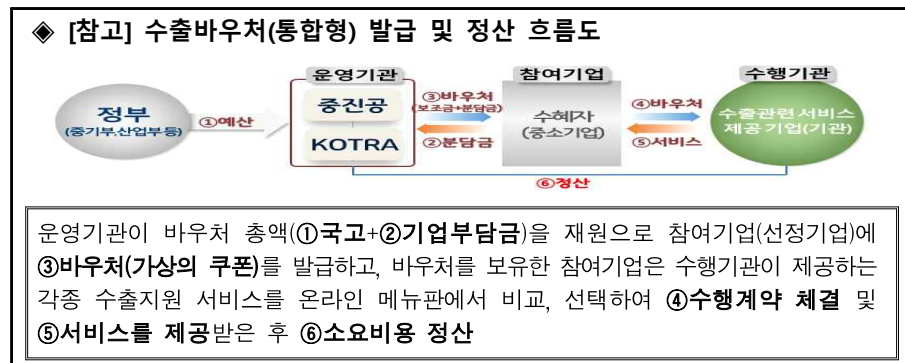 ◈ [참고] 수출바우처(통합형) 발급 및 정산 흐름도
운영기관
참여기업
수행기관
정부
(중기부,산업부등)
①예산
중진공
KOTRA
③바우처
(보조금+분담금)
②분담금
수혜자
(중소기업)
④바우처
⑤서비스
수출관련 서비스
제공 기업(기관)
⑥정산
운영기관이 바우처 총액(①국고+②기업부담금)을 재원으로 참여기업(선정기업)에
③바우처(가상의 쿠폰)를 발급하고, 바우처를 보유한 참여기업은 수행기관이 제공하는
각종 수출지원 서비스를 온라인 메뉴판에서 비교, 선택하여 ④수행계약 체결 및
⑤서비스를 제공받은 후 ⑥소요비용 정산